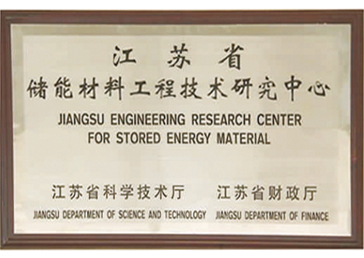 江苏省
储能材料工程技术研究中心
JIANGSU ENGINEERING RESEARCH CENTER
FOR STORED ENERGY MATERIAL
江苏省科学技术厅 江苏省财政厅
JIANGSU DEPARTMENT OF SCIENCE AND TECHNOLOGY JIANGSU DEPARTMENT OF FINANCE